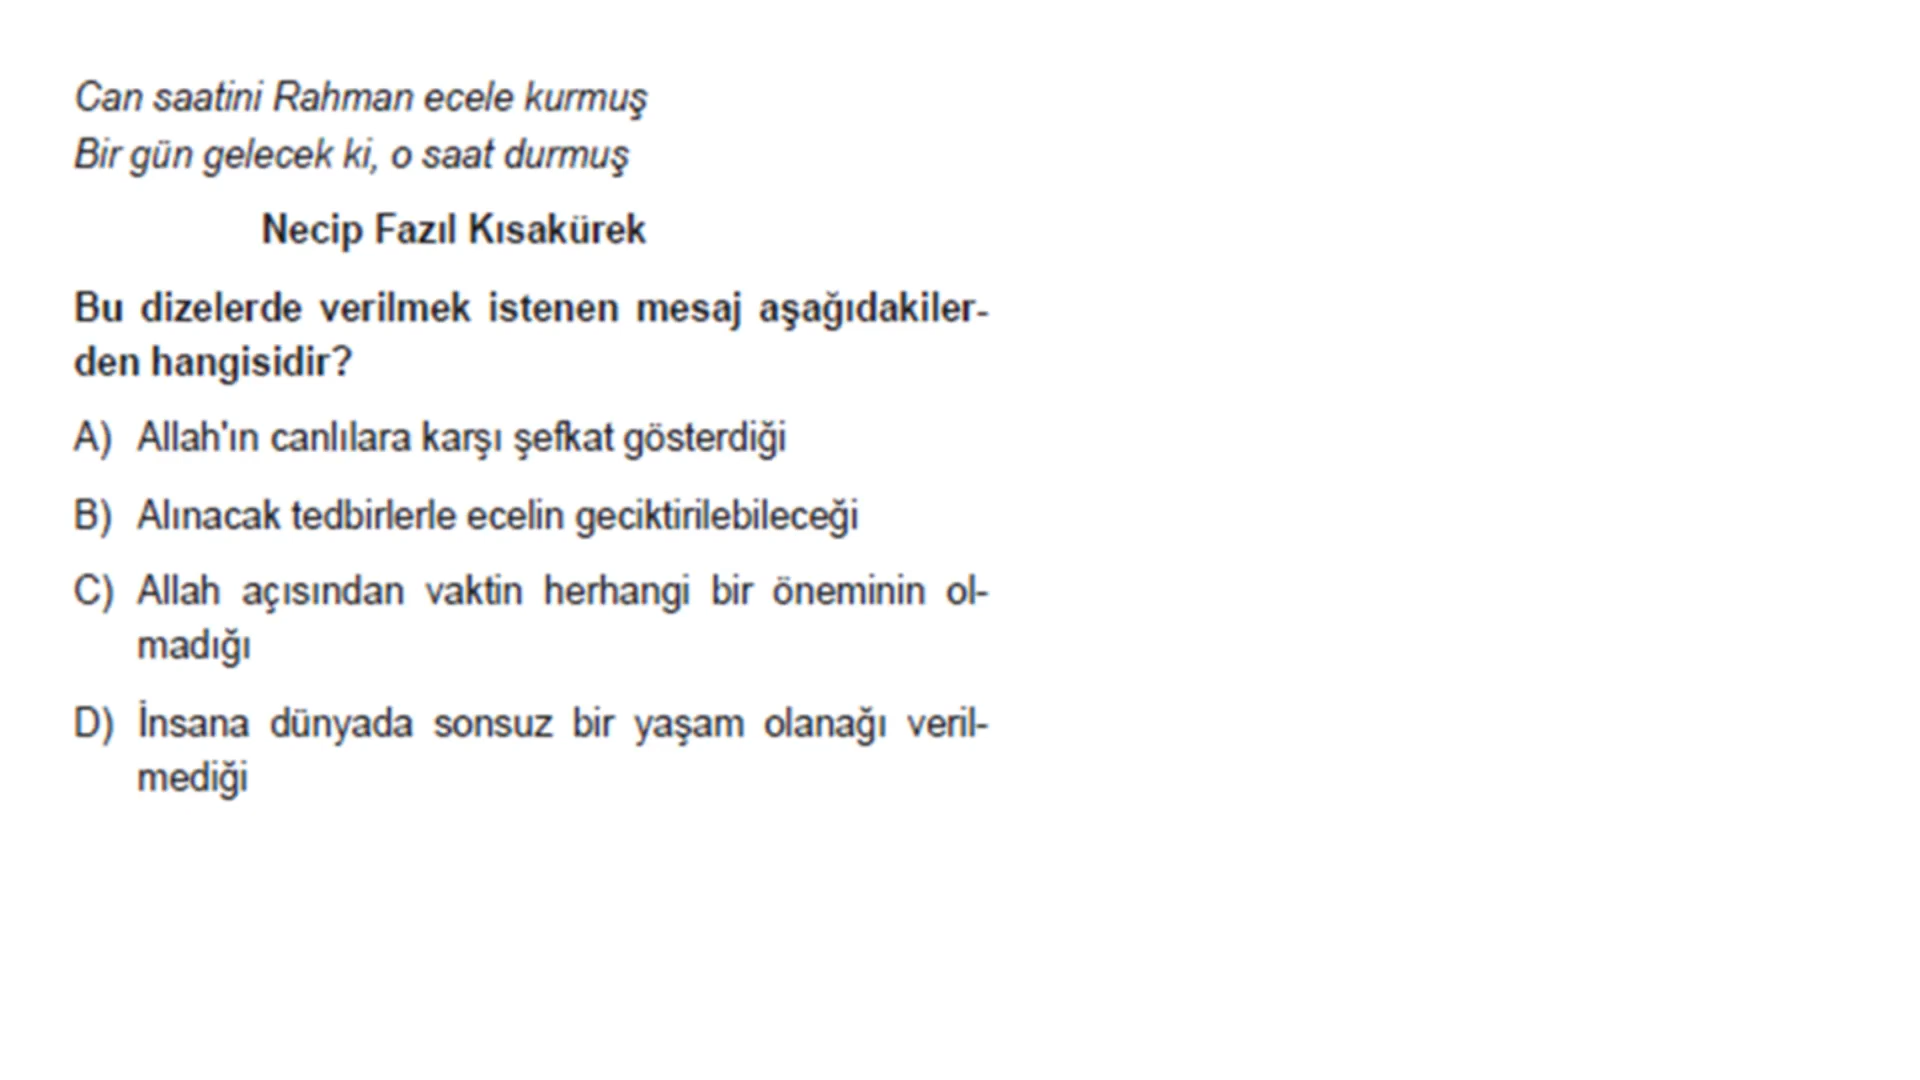 Can saatini Rahman ecele kurmuş
Bir gün gelecek ki, o saat durmuş
Necip Fazıl Kısakürek
Bu dizelerde verilmek istenen mesaj aşağıdakiler-
den hangisidir?
A) Allah'ın canlılara karşı şefkat gösterdiği
B) Alınacak tedbirlerle ecelin geciktirilebileceği
C) Allah açısından vaktin herhangi bir öneminin ol-
madığı
D) İnsana dünyada sonsuz bir yaşam olanağı veril-
mediği